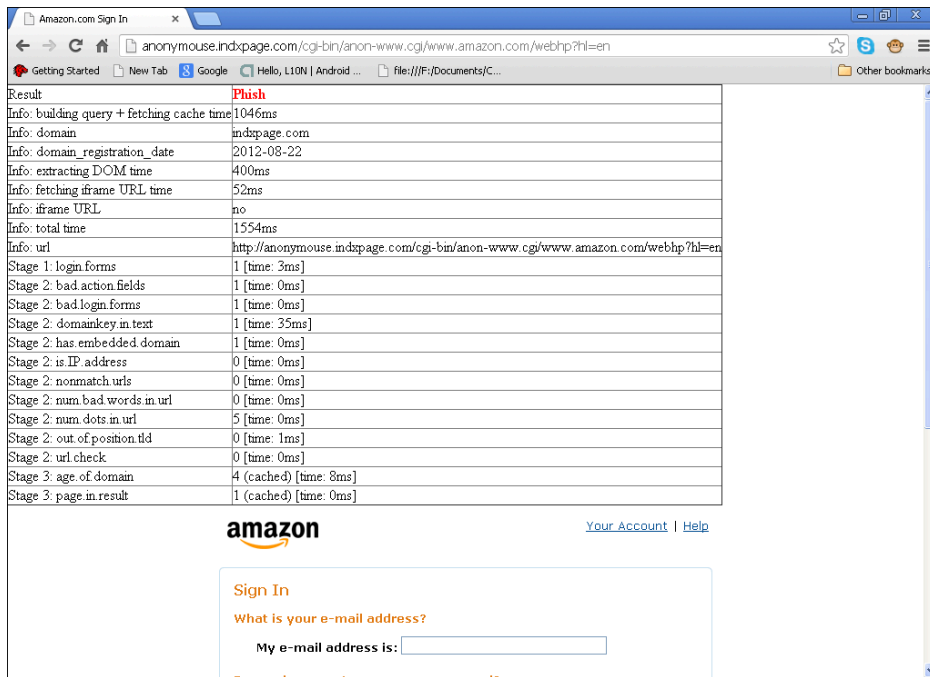 Amazon.com Sign In
anonymouse.indxpage.com/cgi-bin/anon-www.cgi/www.amazon.com/webhp?hl=en
Getting Started New Tab Google Hello, L10N | Android ... file:///F:/Documents/C... Other bookmarks
Result Phish
Info: building query + fetching cache time 1046ms
Info: domain indxpage.com
Info: domain_registration_date 2012-08-22
Info: extracting DOM time 400ms
Info: fetching iframe URL time 52ms
Info: iframe URL no
Info: total time 1554ms
Info: url http://anonymouse.indxpage.com/cgi-bin/anon-www.cgi/www.amazon.com/webhp?hl=en
Stage 1: login.forms 1 [time: 3ms]
Stage 2: bad.action.fields 1 [time: 0ms]
Stage 2: bad.login.forms 1 [time: 0ms]
Stage 2: domainkey.in.text 1 [time: 35ms]
Stage 2: has.embedded.domain 1 [time: 0ms]
Stage 2: is.IP.address 0 [time: 0ms]
Stage 2: nonmatch.urls 0 [time: 0ms]
Stage 2: num.bad.words.in.url 0 [time: 0ms]
Stage 2: num.dots.in.url 5 [time: 0ms]
Stage 2: out.of.position.tld 0 [time: 1ms]
Stage 2: url.check 0 [time: 0ms]
Stage 3: age.of.domain 4 (cached) [time: 8ms]
Stage 3: page.in.result 1 (cached) [time: 0ms]
amazon Your Account | Help
Sign In
What is your e-mail address?
My e-mail address is: